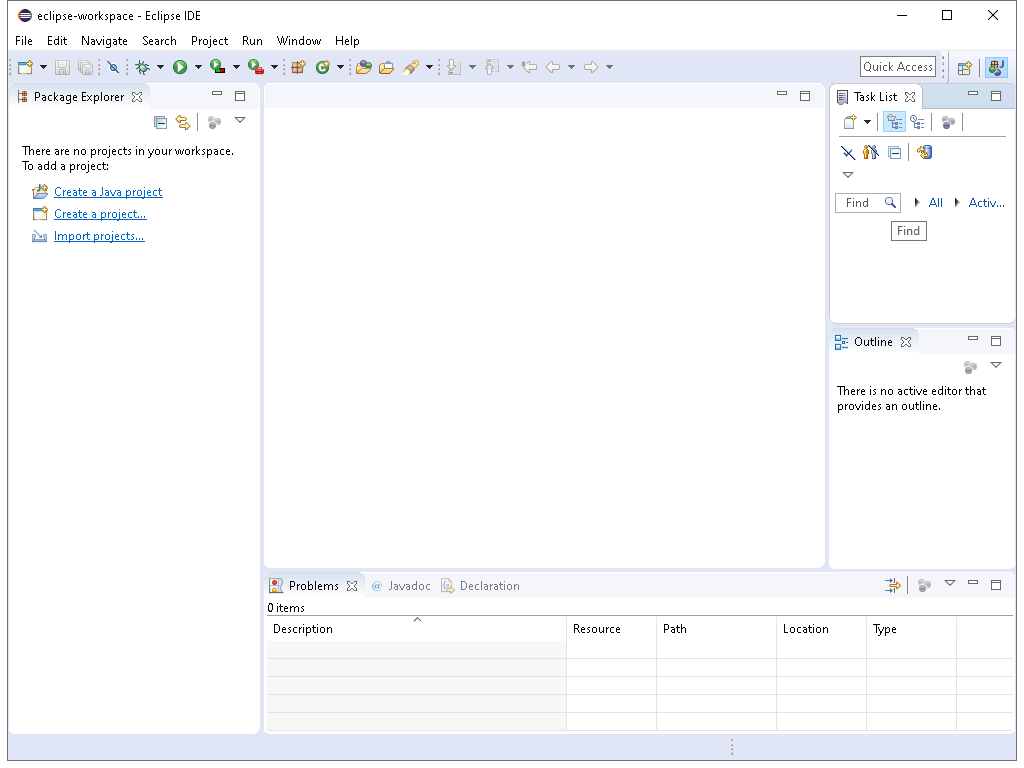 eclipse-workspace - Eclipse IDE
File Edit Navigate Search Project Run Window Help
Quick Access
Package Explorer
There are no projects in your workspace.
To add a project:
Create a Java project
Create a project...
Import projects...
Task List
Find All Activ...
Find
Outline
There is no active editor that
provides an outline.
Problems @ Javadoc Declaration
0 items
Description Resource Path Location Type